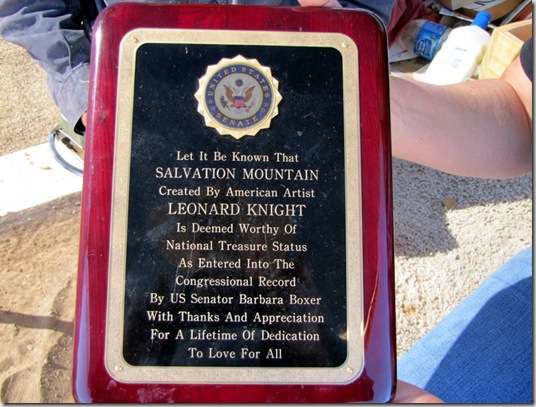 UNITED STATES
SENATE
Let It Be Known That
SALVATION MOUNTAIN
Created By American Artist
LEONARD KNIGHT
Is Deemed Worthy Of
National Treasure Status
As Entered Into The
Congressional Record
By US Senator Barbara Boxer
With Thanks And Appreciation
For A Lifetime Of Dedication
To Love For All